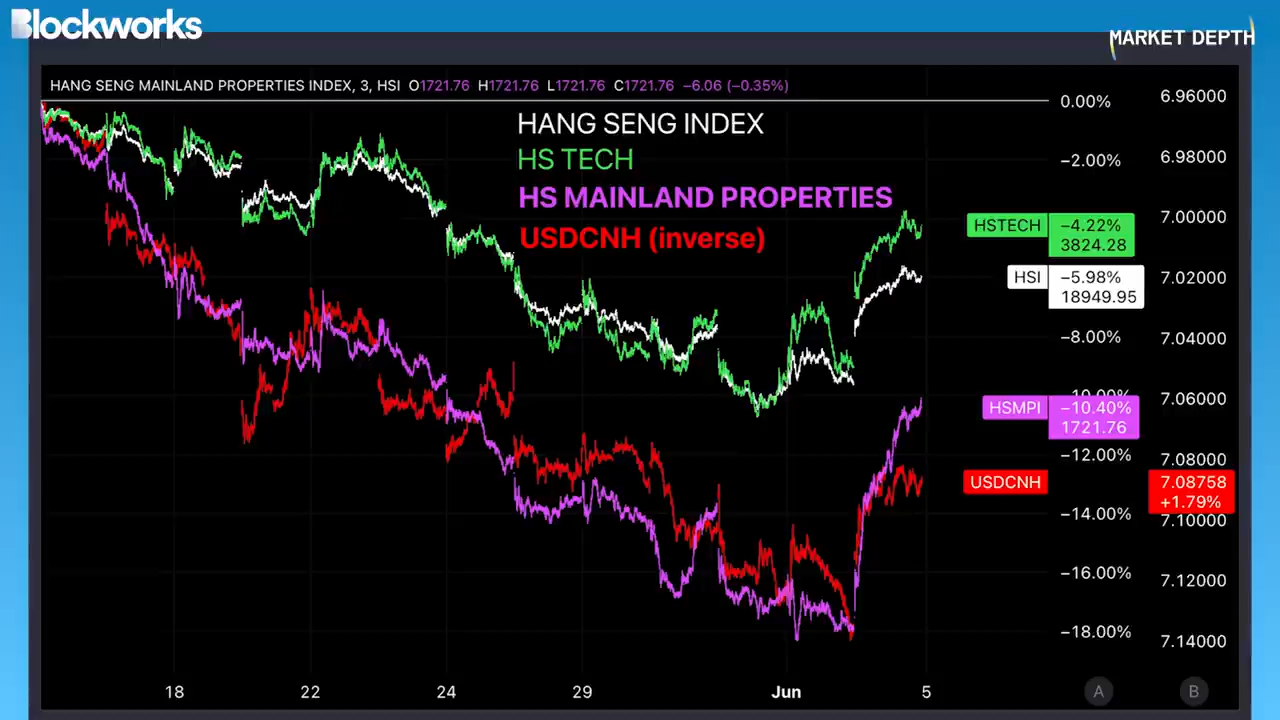 Blockworks
MARKET DEPTH
HANG SENG MAINLAND PROPERTIES INDEX, 3, HSI O1721.76 H1721.76 L1721.76 C1721.76 −6.06 (−0.35%)
HANG SENG INDEX
HS TECH
HS MAINLAND PROPERTIES
USDCNH (inverse)
0.00%
−2.00%
HSTECH −4.22%
3824.28
HSI −5.98%
18949.95
−8.00%
10.00%
HSMPI −10.40%
1721.76
−12.00%
USDCNH
−14.00%
−16.00%
−18.00%
6.96000
6.98000
7.00000
7.02000
7.04000
7.06000
7.08000
7.08758
+1.79%
7.10000
7.12000
7.14000
18 22 24 29 Jun 5
A B